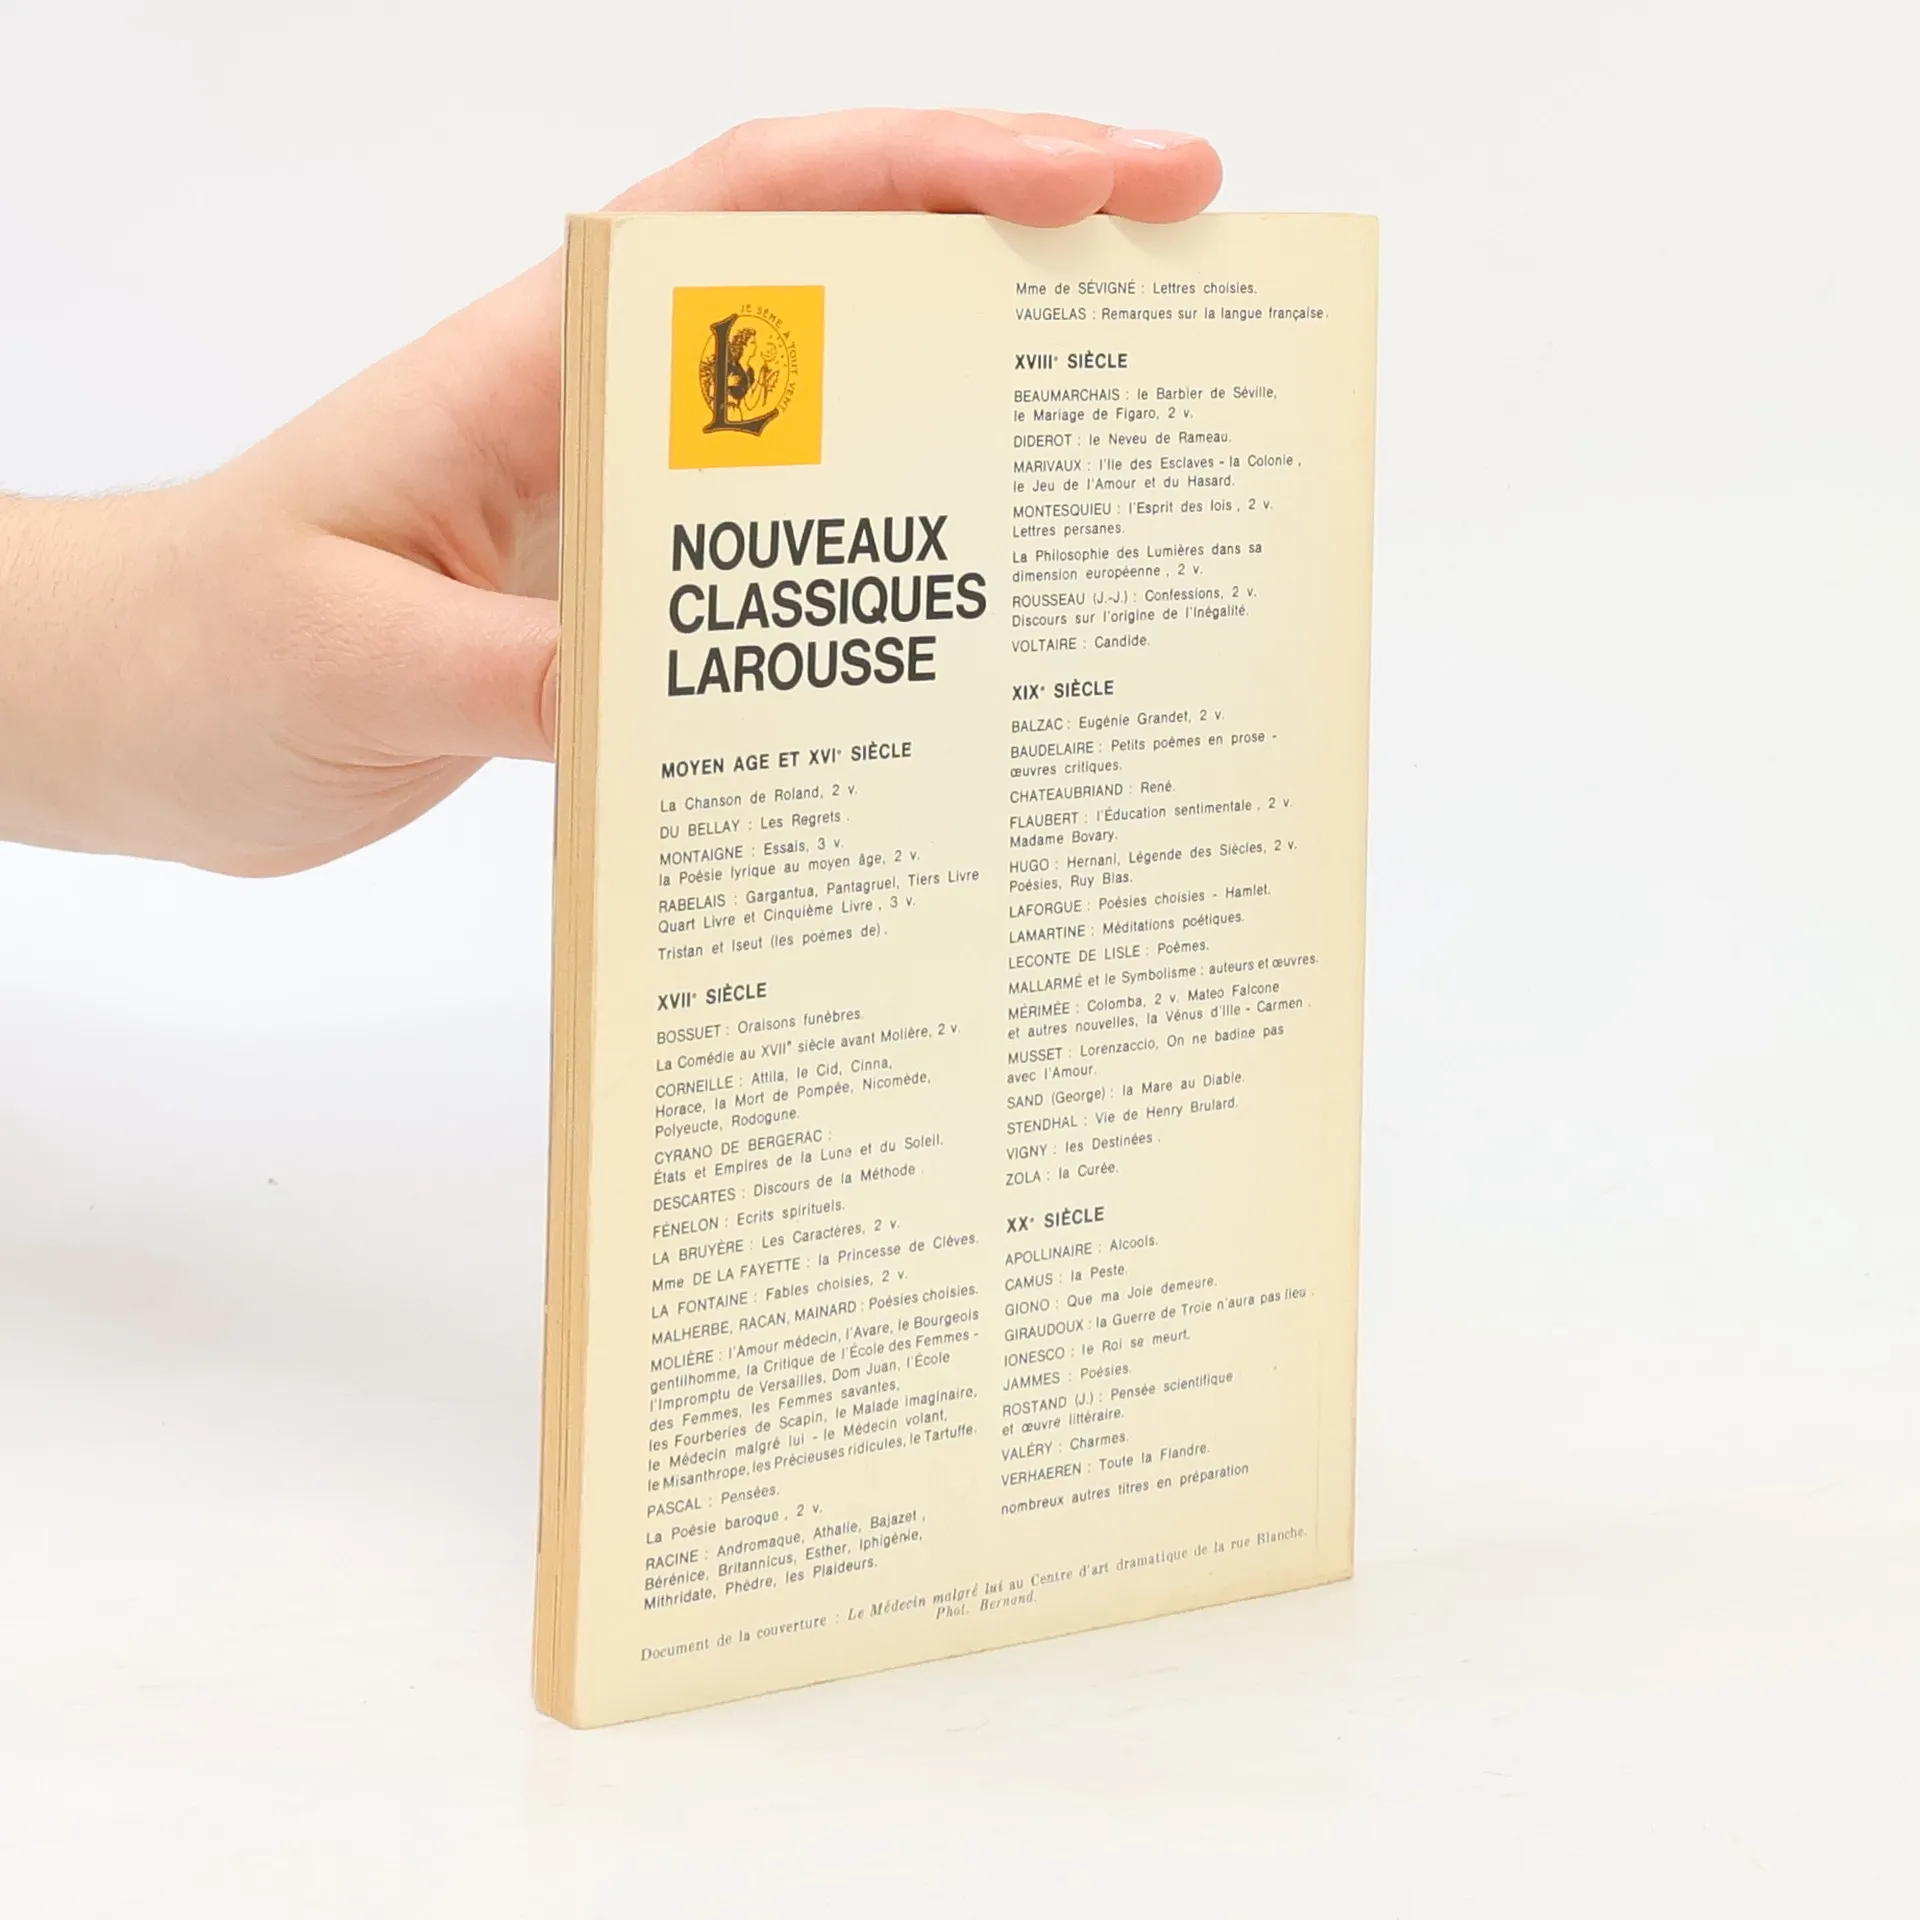 JE SÈME À TOUT VENT
NOUVEAUX
CLASSIQUES
LAROUSSE
MOYEN AGE ET XVIe SIÈCLE
La Chanson de Roland, 2 v.
DU BELLAY : Les Regrets .
MONTAIGNE : Essais, 3 v.
la Poésie lyrique au moyen âge, 2 v.
RABELAIS : Gargantua, Pantagruel, Tiers Livre
Quart Livre et Cinquième Livre , 3 v.
Tristan et Iseut (les poèmes de).
XVIIe SIÈCLE
BOSSUET : Oraisons funèbres.
La Comédie au XVIIe siècle avant Molière, 2 v.
CORNEILLE : Attila, le Cid, Cinna,
Horace, la Mort de Pompée, Nicomède,
Polyeucte, Rodogune.
CYRANO DE BERGERAC :
États et Empires de la Lune et du Soleil.
DESCARTES : Discours de la Méthode .
FÉNELON : Ecrits spirituels.
LA BRUYÈRE : Les Caractères, 2 v.
Mme DE LA FAYETTE : la Princesse de Clèves.
LA FONTAINE : Fables choisies, 2 v.
MALHERBE, RACAN, MAINARD : Poésies choisies.
MOLIÈRE : l'Amour médecin, l'Avare, le Bourgeois
gentilhomme, la Critique de l'École des Femmes -
l'Impromptu de Versailles, Dom Juan, l'École
des Femmes, les Femmes savantes,
les Fourberies de Scapin, le Malade imaginaire,
le Médecin malgré lui - le Médecin volant,
le Misanthrope, les Précieuses ridicules, le Tartuffe.
PASCAL : Pensées.
La Poésie baroque , 2 v.
RACINE : Andromaque, Athalie, Bajazet ,
Bérénice, Britannicus, Esther, Iphigénie,
Mithridate, Phèdre, les Plaideurs.
Mme de SÉVIGNÉ : Lettres choisies.
VAUGELAS : Remarques sur la langue française.
XVIIIe SIÈCLE
BEAUMARCHAIS : le Barbier de Séville,
le Mariage de Figaro, 2 v.
DIDEROT : le Neveu de Rameau.
MARIVAUX : l'Ile des Esclaves - la Colonie ,
le Jeu de l'Amour et du Hasard.
MONTESQUIEU : l'Esprit des lois , 2 v.
Lettres persanes.
La Philosophie des Lumières dans sa
dimension européenne , 2 v.
ROUSSEAU (J.-J.) : Confessions, 2 v.
Discours sur l'origine de l'Inégalité.
VOLTAIRE : Candide.
XIXe SIÈCLE
BALZAC : Eugénie Grandet, 2 v.
BAUDELAIRE : Petits poèmes en prose -
œuvres critiques.
CHATEAUBRIAND : René.
FLAUBERT : l'Éducation sentimentale , 2 v.
Madame Bovary.
HUGO : Hernani, Légende des Siècles, 2 v.
Poésies, Ruy Blas.
LAFORGUE : Poésies choisies - Hamlet.
LAMARTINE : Méditations poétiques.
LECONTE DE LISLE : Poèmes.
MALLARMÉ et le Symbolisme : auteurs et œuvres.
MÉRIMÉE : Colomba, 2 v. Mateo Falcone
et autres nouvelles, la Vénus d'Ille - Carmen .
MUSSET : Lorenzaccio, On ne badine pas
avec l'Amour.
SAND (George) : la Mare au Diable.
STENDHAL : Vie de Henry Brulard.
VIGNY : les Destinées .
ZOLA : la Curée.
XXe SIÈCLE
APOLLINAIRE : Alcools.
CAMUS : la Peste.
GIONO : Que ma Joie demeure.
GIRAUDOUX : la Guerre de Troie n'aura pas lieu .
IONESCO : le Roi se meurt.
JAMMES : Poésies.
ROSTAND (J.) : Pensée scientifique
et œuvre littéraire.
VALÉRY : Charmes.
VERHAEREN : Toute la Flandre.
nombreux autres titres en préparation
Document de la couverture : Le Médecin malgré lui au Centre d'art dramatique de la rue Blanche.
Phot. Bernand.